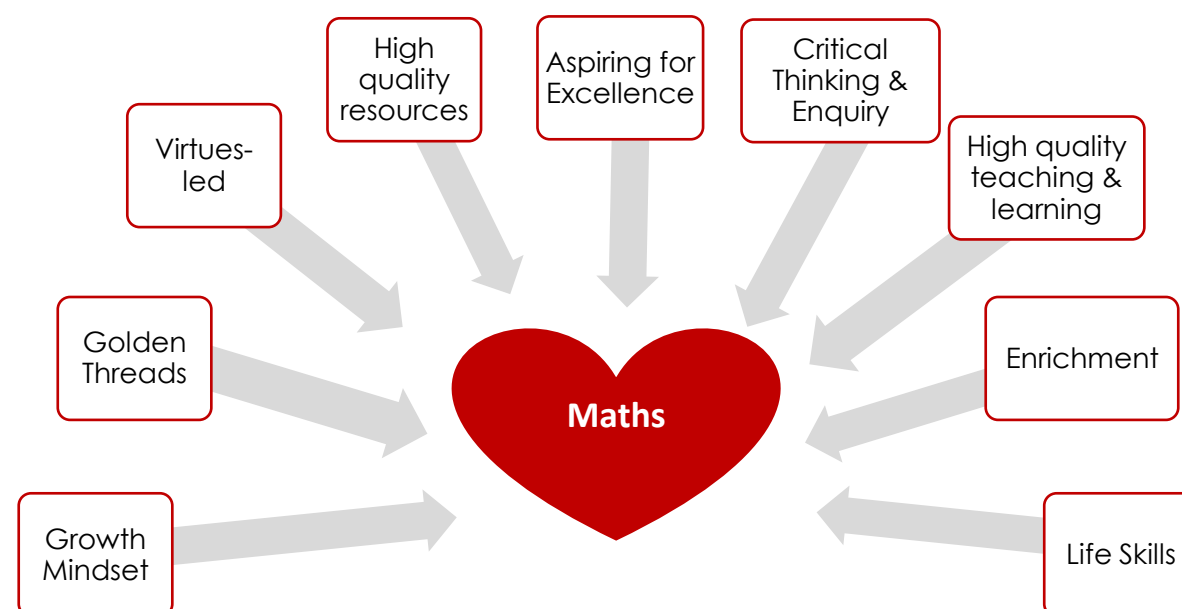 High
quality
resources
Aspiring for
Excellence
Critical
Thinking &
Enquiry
Virtues-
led
High quality
teaching &
learning
Golden
Threads
Enrichment
Maths
Growth
Mindset
Life Skills